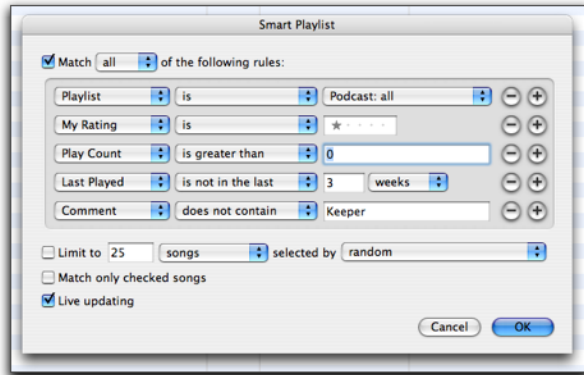 Smart Playlist
Match all of the following rules:
Playlist is Podcast: all
My Rating is
Play Count is greater than 0
Last Played is not in the last 3 weeks
Comment does not contain Keeper
Limit to 25 songs selected by random
Match only checked songs
Live updating
Cancel OK